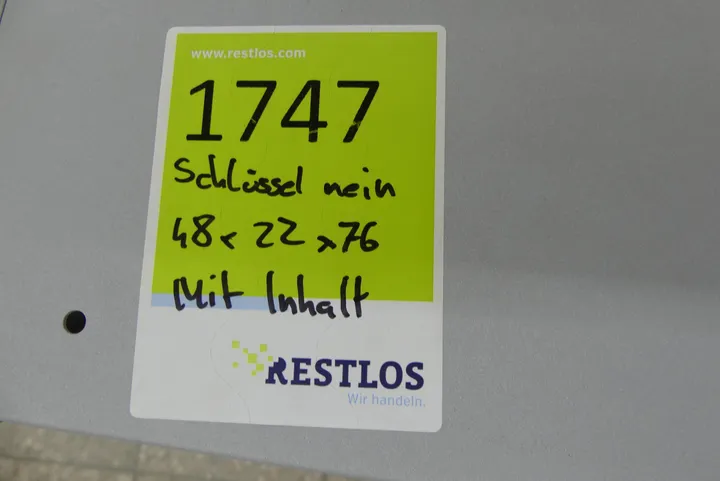 www.restlos.com
1747
Schlüssel nein
48 x 22 x 76
Mit Inhalt
RESTLOS
Wir handeln.